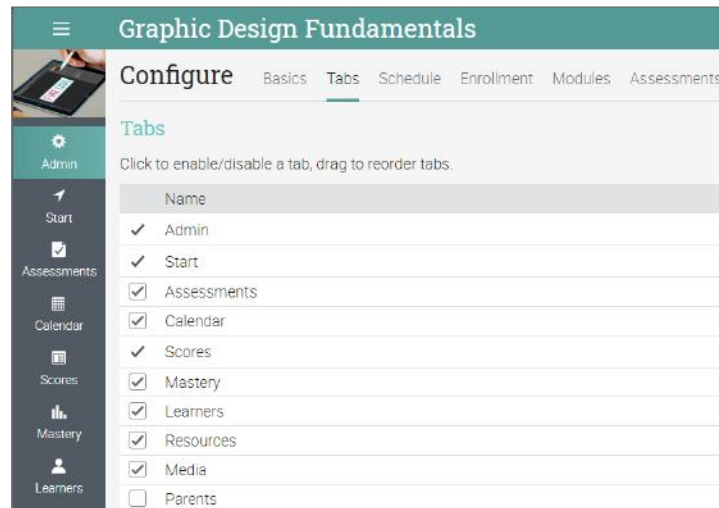 Graphic Design Fundamentals
Configure Basics Tabs Schedule Enrollment Modules Assessments
Tabs
Click to enable/disable a tab, drag to reorder tabs.
Name
Admin
Start
Assessments
Calendar
Scores
Mastery
Learners
Resources
Media
Parents
Admin
Start
Assessments
Calendar
Scores
Mastery
Learners